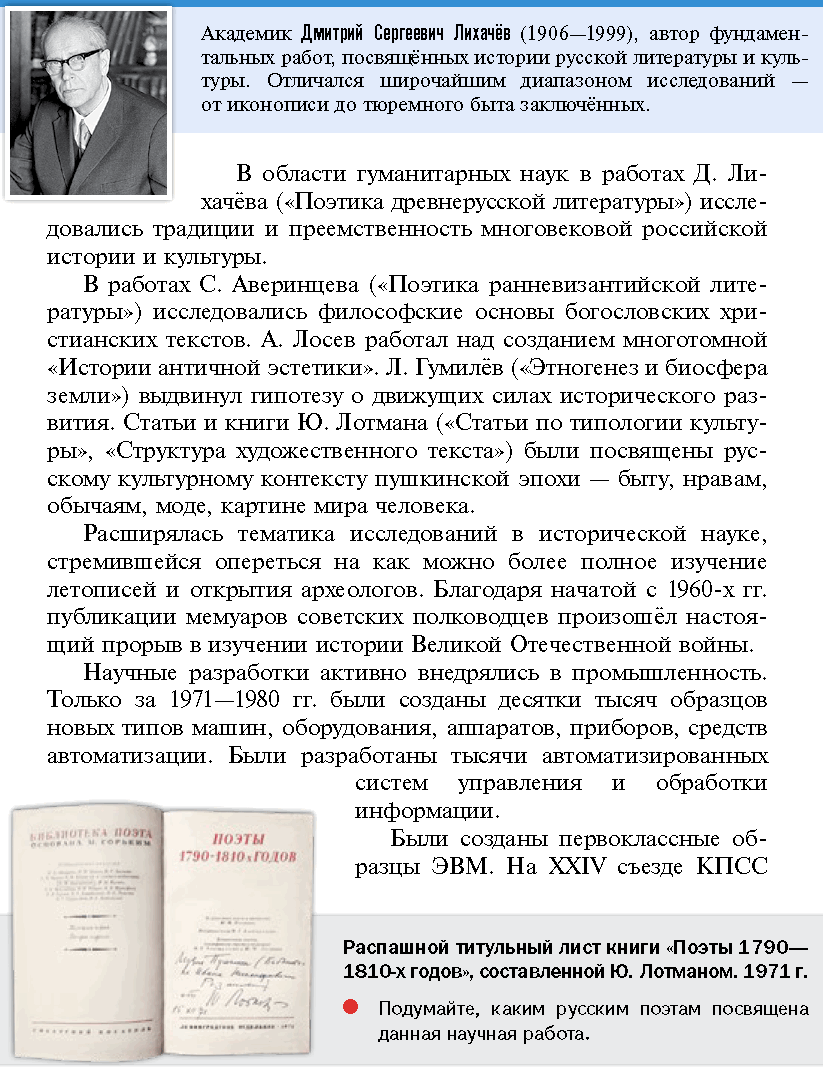 Академик Дмитрий Сергеевич Лихачёв (1906—1999), автор фундамен-
тальных работ, посвящённых истории русской литературы и куль-
туры. Отличался широчайшим диапазоном исследований —
от иконописи до тюремного быта заключённых.
В области гуманитарных наук в работах Д. Ли-
хачёва («Поэтика древнерусской литературы») иссле-
довались традиции и преемственность многовековой российской
истории и культуры.
В работах С. Аверинцева («Поэтика ранневизантийской лите-
ратуры») исследовались философские основы богословских хри-
стианских текстов. А. Лосев работал над созданием многотомной
«Истории античной эстетики». Л. Гумилёв («Этногенез и биосфера
земли») выдвинул гипотезу о движущих силах исторического раз-
вития. Статьи и книги Ю. Лотмана («Статьи по типологии культу-
ры», «Структура художественного текста») были посвящены рус-
скому культурному контексту пушкинской эпохи — быту, нравам,
обычаям, моде, картине мира человека.
Расширялась тематика исследований в исторической науке,
стремившейся опереться на как можно более полное изучение
летописей и открытия археологов. Благодаря начатой с 1960-х гг.
публикации мемуаров советских полководцев произошёл настоя-
щий прорыв в изучении истории Великой Отечественной войны.
Научные разработки активно внедрялись в промышленность.
Только за 1971—1980 гг. были созданы десятки тысяч образцов
новых типов машин, оборудования, аппаратов, приборов, средств
автоматизации. Были разработаны тысячи автоматизированных
систем управления и обработки
информации.
Были созданы первоклассные об-
разцы ЭВМ. На XXIV съезде КПСС
БИБЛИОТЕКА ПОЭТА
ОСНОВАНА М. ГОРЬКИМ
СОВЕТСКИЙ ПИСАТЕЛЬ
ПОЭТЫ
1790-1810-х ГОДОВ
ЛЕНИНГРАДСКОЕ ОТДЕЛЕНИЕ · 1971
Распашной титульный лист книги «Поэты 1790—
1810-х годов», составленной Ю. Лотманом. 1971 г.
Подумайте, каким русским поэтам посвящена
данная научная работа.